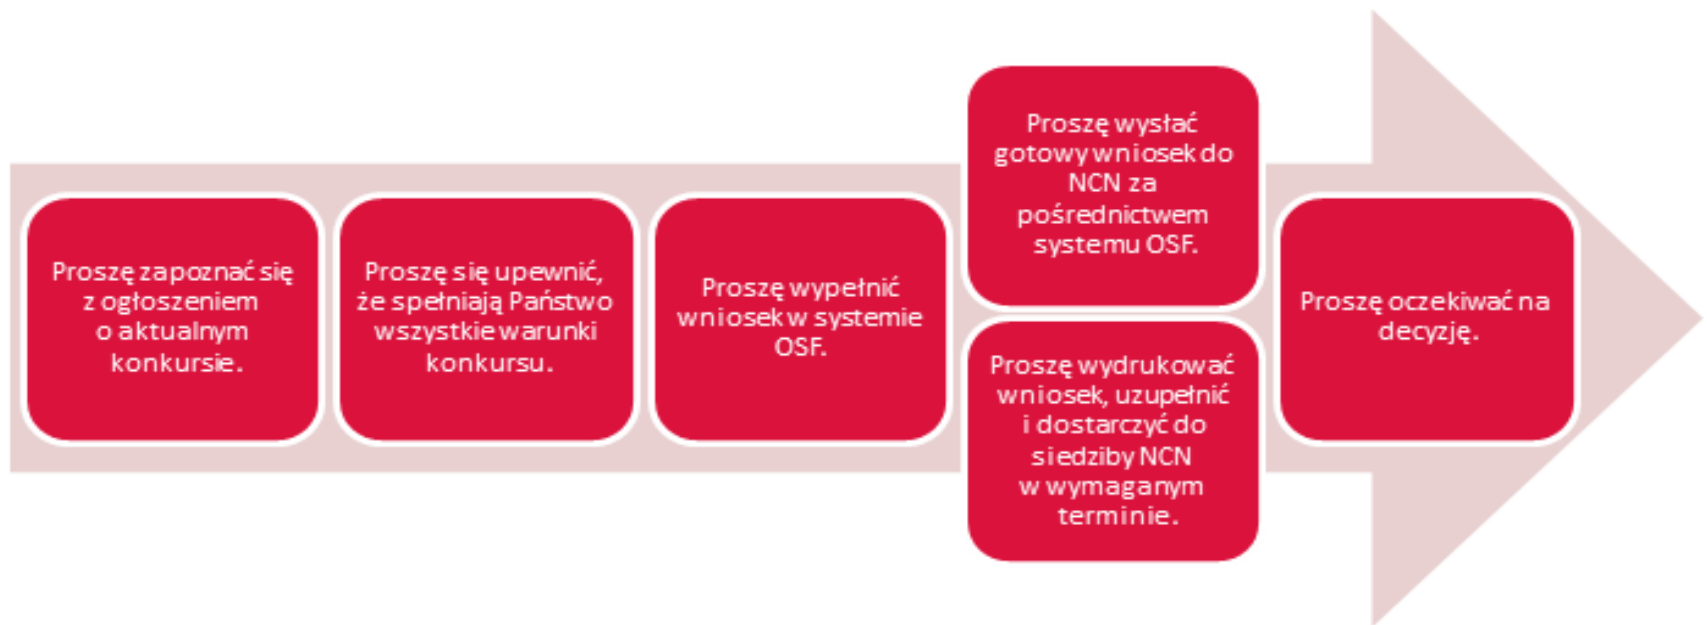 Proszę zapoznać się
z ogłoszeniem
o aktualnym
konkursie.
Proszę się upewnić,
że spełniają Państwo
wszystkie warunki
konkursu.
Proszę wypełnić
wniosek w systemie
OSF.
Proszę wysłać
gotowy wniosek do
NCN za
pośrednictwem
systemu OSF.
Proszę wydrukować
wniosek, uzupełnić
i dostarczyć do
siedziby NCN
w wymaganym
terminie.
Proszę oczekiwać na
decyzję.